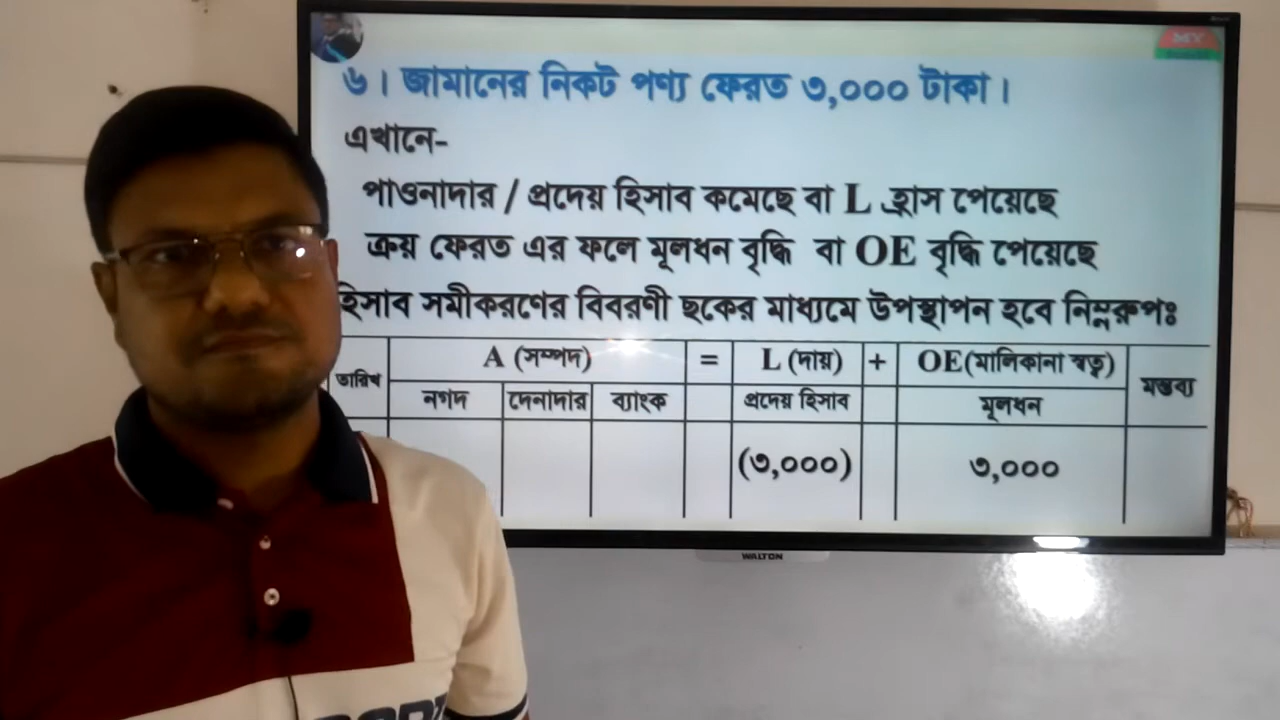 ৬। জামানের নিকট পণ্য ফেরত ৩,০০০ টাকা।
এখানে-
পাওনাদার / প্রদেয় হিসাব কমেছে বা L হ্রাস পেয়েছে
ক্রয় ফেরত এর ফলে মূলধন বৃদ্ধি বা OE বৃদ্ধি পেয়েছে
হিসাব সমীকরণের বিবরণী ছকের মাধ্যমে উপস্থাপন হবে নিম্নরুপঃ
তারিখ A (সম্পদ) = L (দায়) + OE(মালিকানা স্বত্ব) মন্তব্য
নগদ দেনাদার ব্যাংক প্রদেয় হিসাব মূলধন
(৩,০০০) ৩,০০০
WALTON
MY